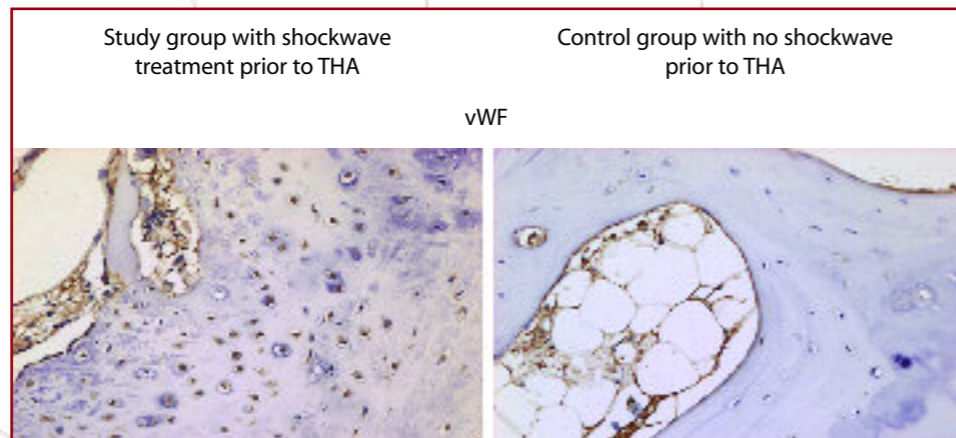 Study group with shockwave
treatment prior to THA
Control group with no shockwave
prior to THA
vWF